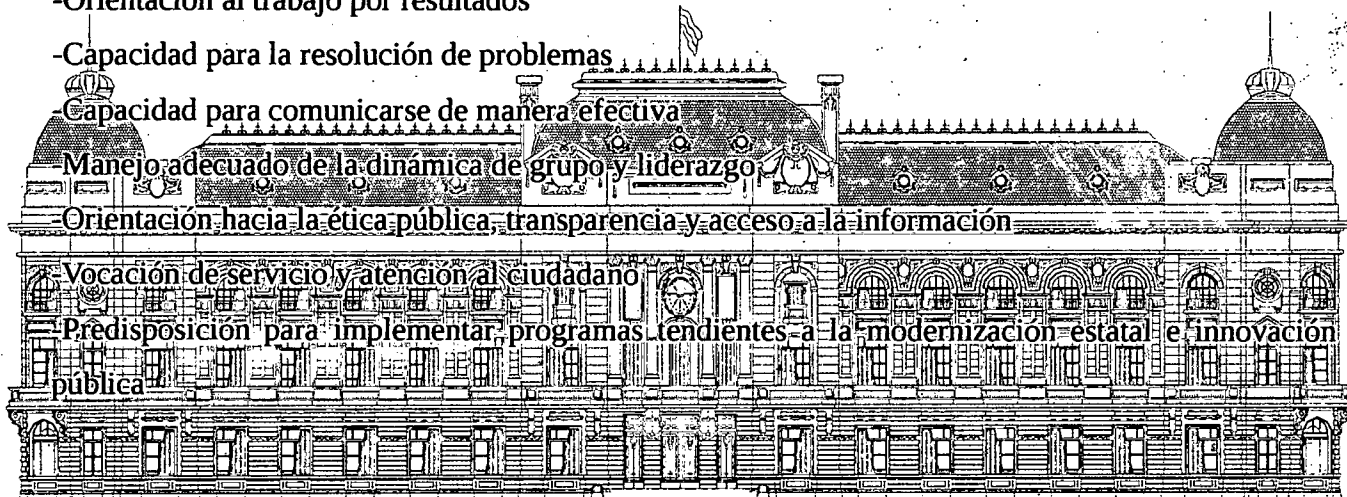 -Orientación al trabajo por resultados
-Capacidad para la resolución de problemas
-Capacidad para comunicarse de manera efectiva
-Manejo adecuado de la dinámica de grupo y liderazgo
-Orientación hacia la ética pública, transparencia y acceso a la información
-Vocación de servicio y atención al ciudadano
-Predisposición para implementar programas tendientes a la modernización estatal e innovación
pública